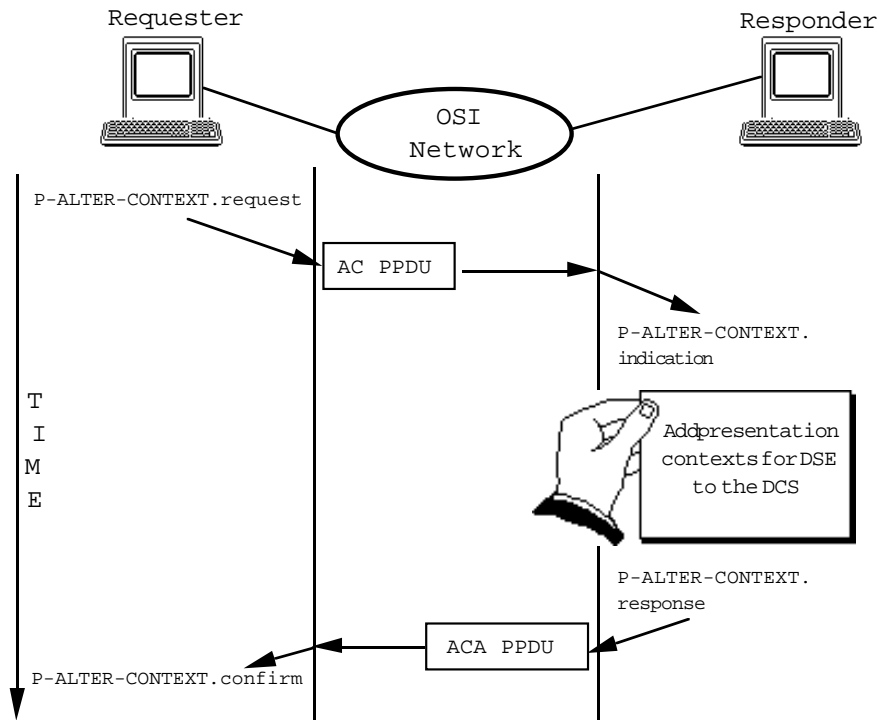 Requester
Responder
OSI
Network
P-ALTER-CONTEXT.request
AC PPDU
P-ALTER-CONTEXT.
indication
T
I
M
E
Addpresentation
contextsforDSE
to the DCS
P-ALTER-CONTEXT.
response
ACA PPDU
P-ALTER-CONTEXT.confirm